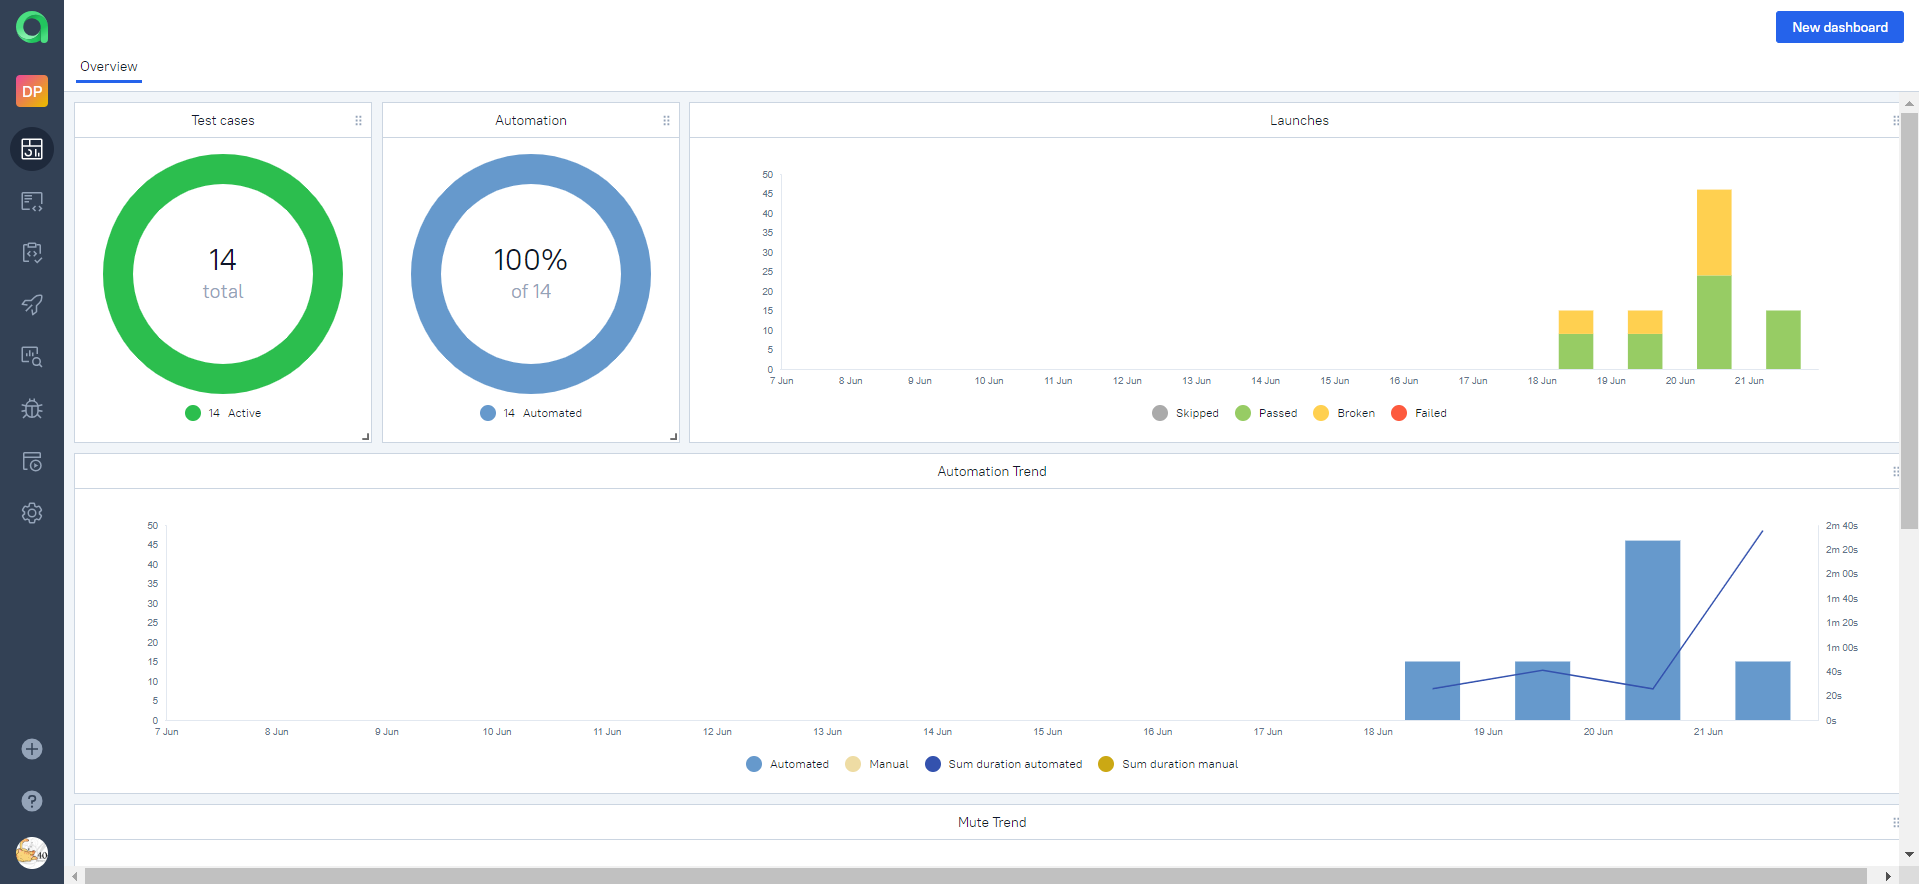 New dashboard
DP
Overview
Test cases
Automation
Launches
14
total
14 Active
100%
of 14
14 Automated
50
45
40
35
30
25
20
15
10
5
0
7 Jun 8 Jun 9 Jun 10 Jun 11 Jun 12 Jun 13 Jun 14 Jun 15 Jun 16 Jun 17 Jun 18 Jun 19 Jun 20 Jun 21 Jun
Skipped Passed Broken Failed
Automation Trend
50
45
40
35
30
25
20
15
10
5
0
2m 40s
2m 20s
2m 00s
1m 40s
1m 20s
1m 00s
40s
20s
0s
7 Jun 8 Jun 9 Jun 10 Jun 11 Jun 12 Jun 13 Jun 14 Jun 15 Jun 16 Jun 17 Jun 18 Jun 19 Jun 20 Jun 21 Jun
Automated Manual Sum duration automated Sum duration manual
Mute Trend